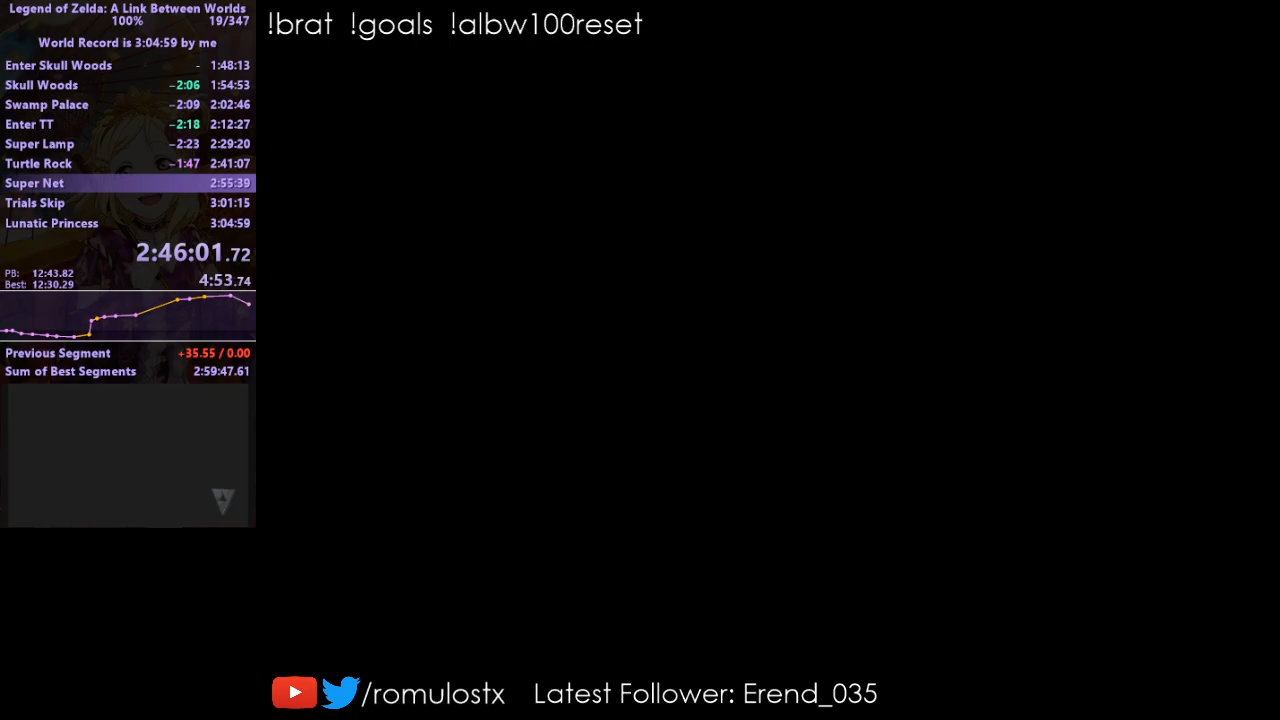 Legend of Zelda: A Link Between Worlds
100% 19/347
World Record is 3:04:59 by me
Enter Skull Woods - 1:48:13
Skull Woods −2:06 1:54:53
Swamp Palace −2:09 2:02:46
Enter TT −2:18 2:12:27
Super Lamp −2:23 2:29:20
Turtle Rock −1:47 2:41:07
Super Net 2:55:39
Trials Skip 3:01:15
Lunatic Princess 3:04:59
2:46:01.72
PB: 12:43.82
Best: 12:30.29
4:53.74
Previous Segment +35.55 / 0.00
Sum of Best Segments 2:59:47.61
!brat !goals !albw100reset
/romulostx Latest Follower: Erend_035